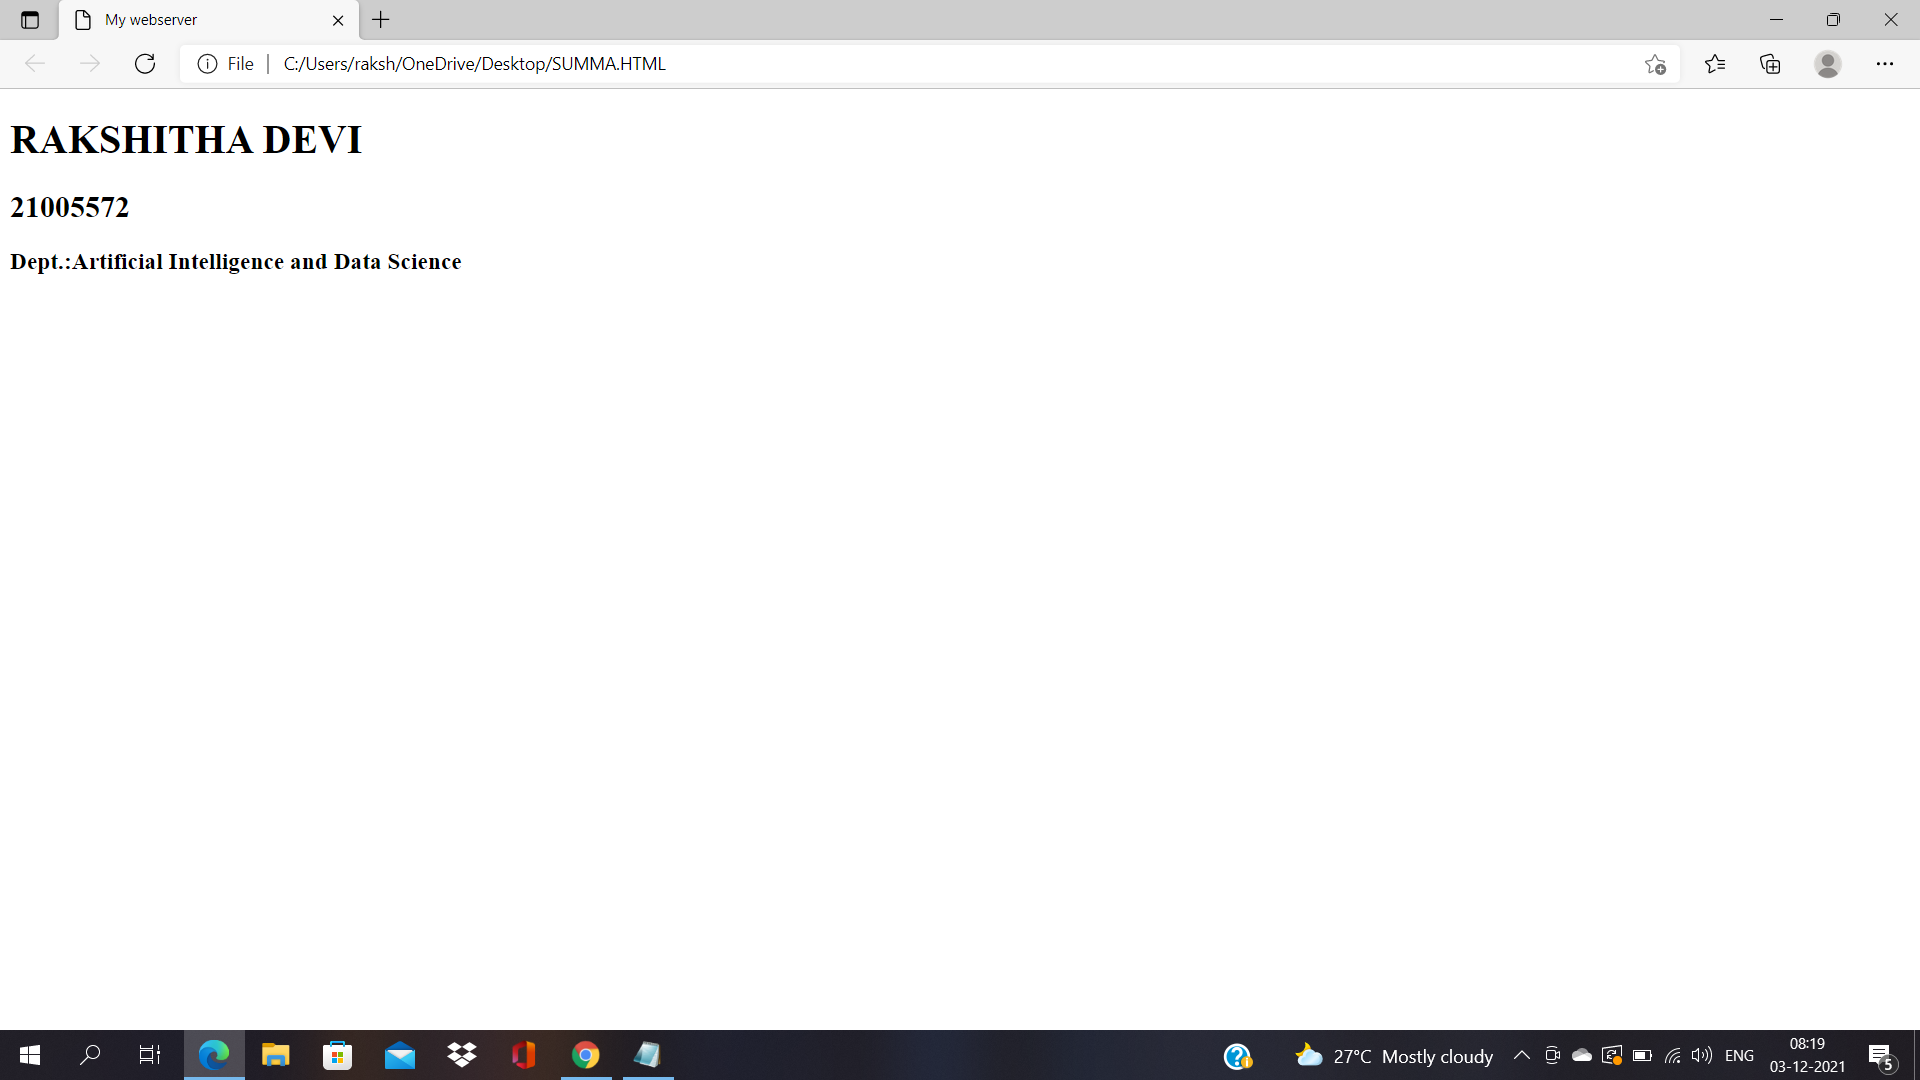 My webserver
File
C:/Users/raksh/OneDrive/Desktop/SUMMA.HTML
RAKSHITHA DEVI
21005572
Dept.:Artificial Intelligence and Data Science
27°C Mostly cloudy
ENG
08:19
03-12-2021
5